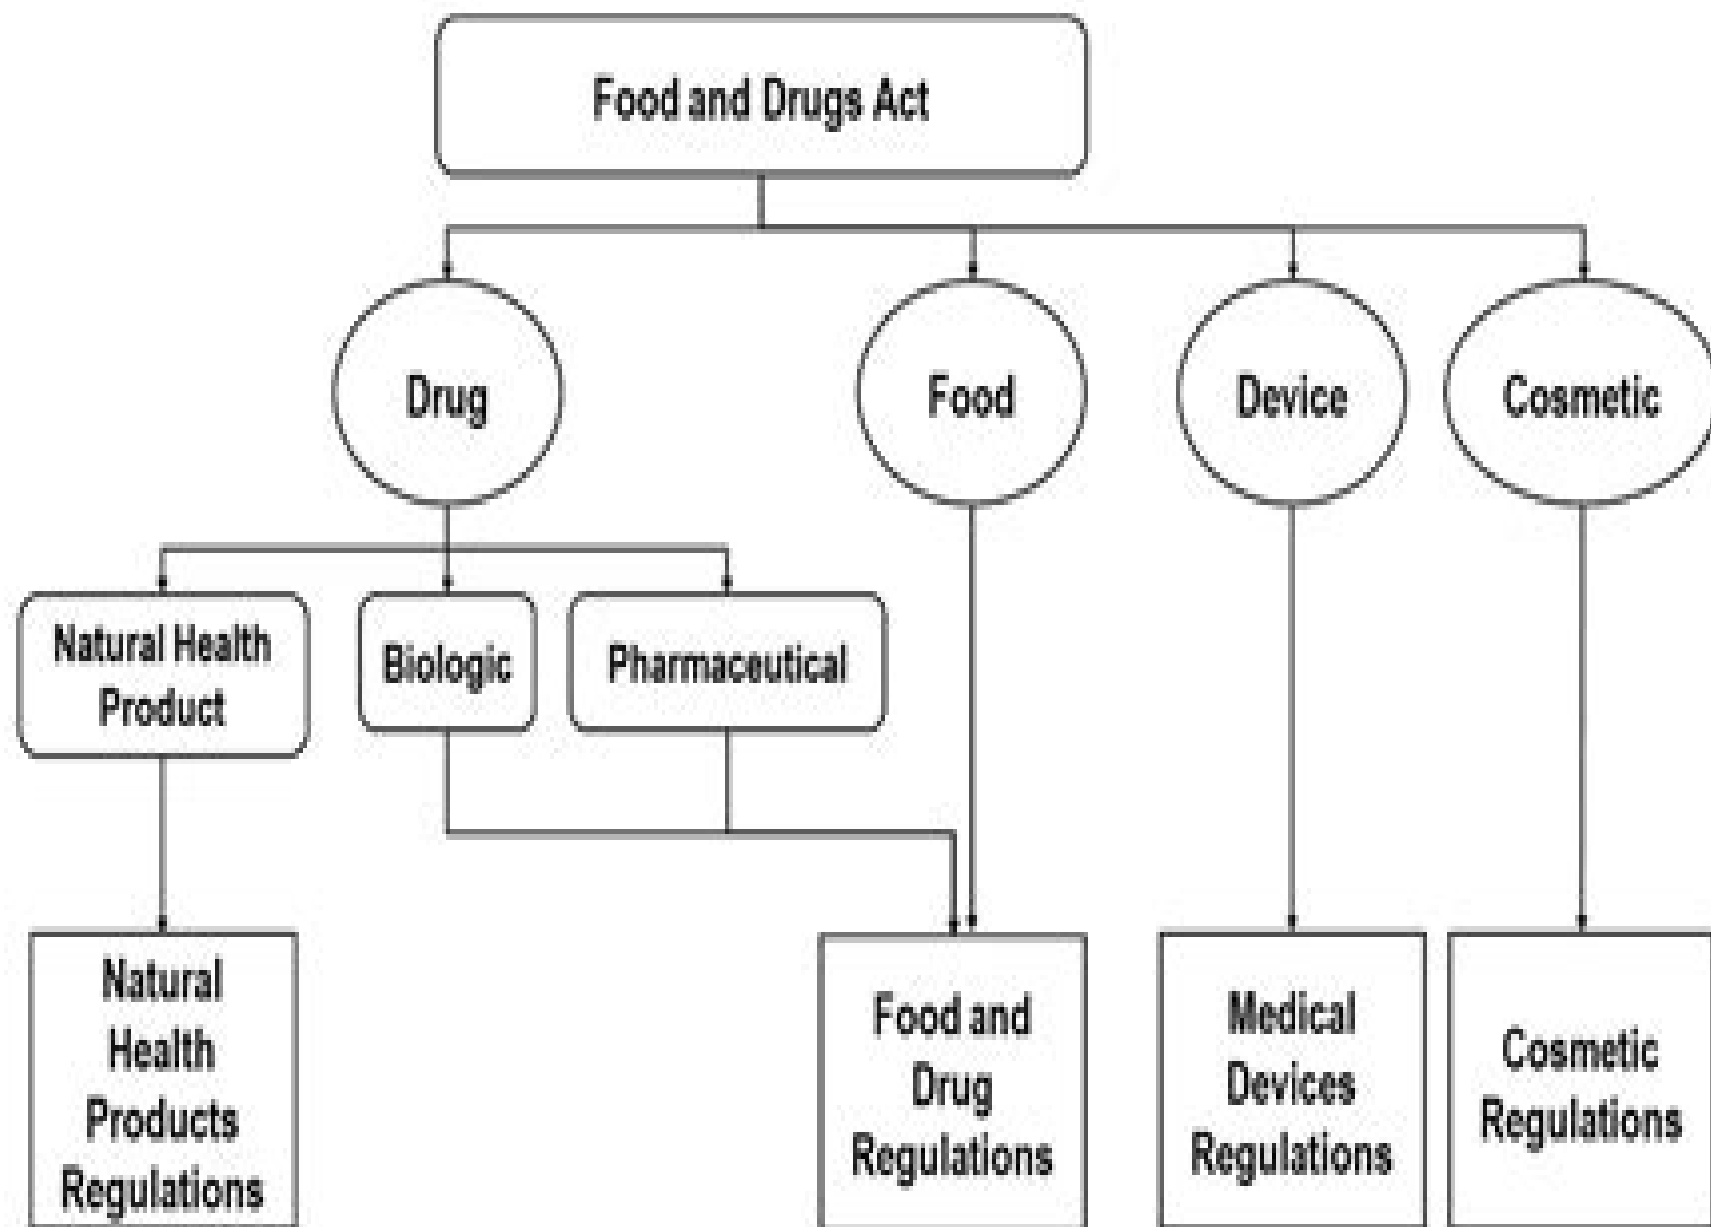 Food and Drugs Act
Drug
Food
Device
Cosmetic
Natural Health
Product
Biologic
Pharmaceutical
Natural
Health
Products
Regulations
Food and
Drug
Regulations
Medical
Devices
Regulations
Cosmetic
Regulations